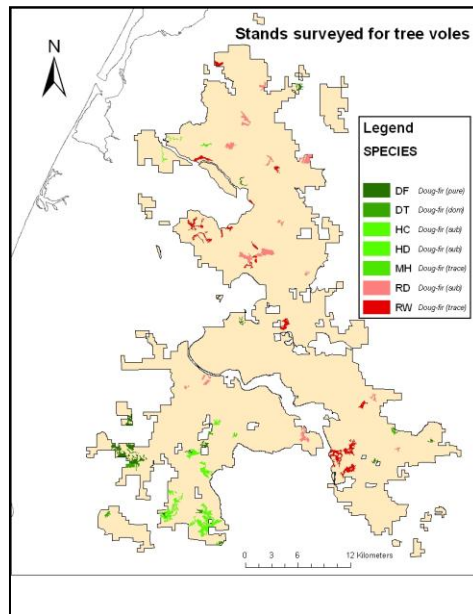 Stands surveyed for tree voles
N
Legend
SPECIES
DF Doug-fir (pure)
DT Doug-fir (dom)
HC Doug-fir (sub)
HD Doug-fir (sub)
MH Doug-fir (trace)
RD Doug-fir (sub)
RW Doug-fir (trace)
0 3 6 12 Kilometers